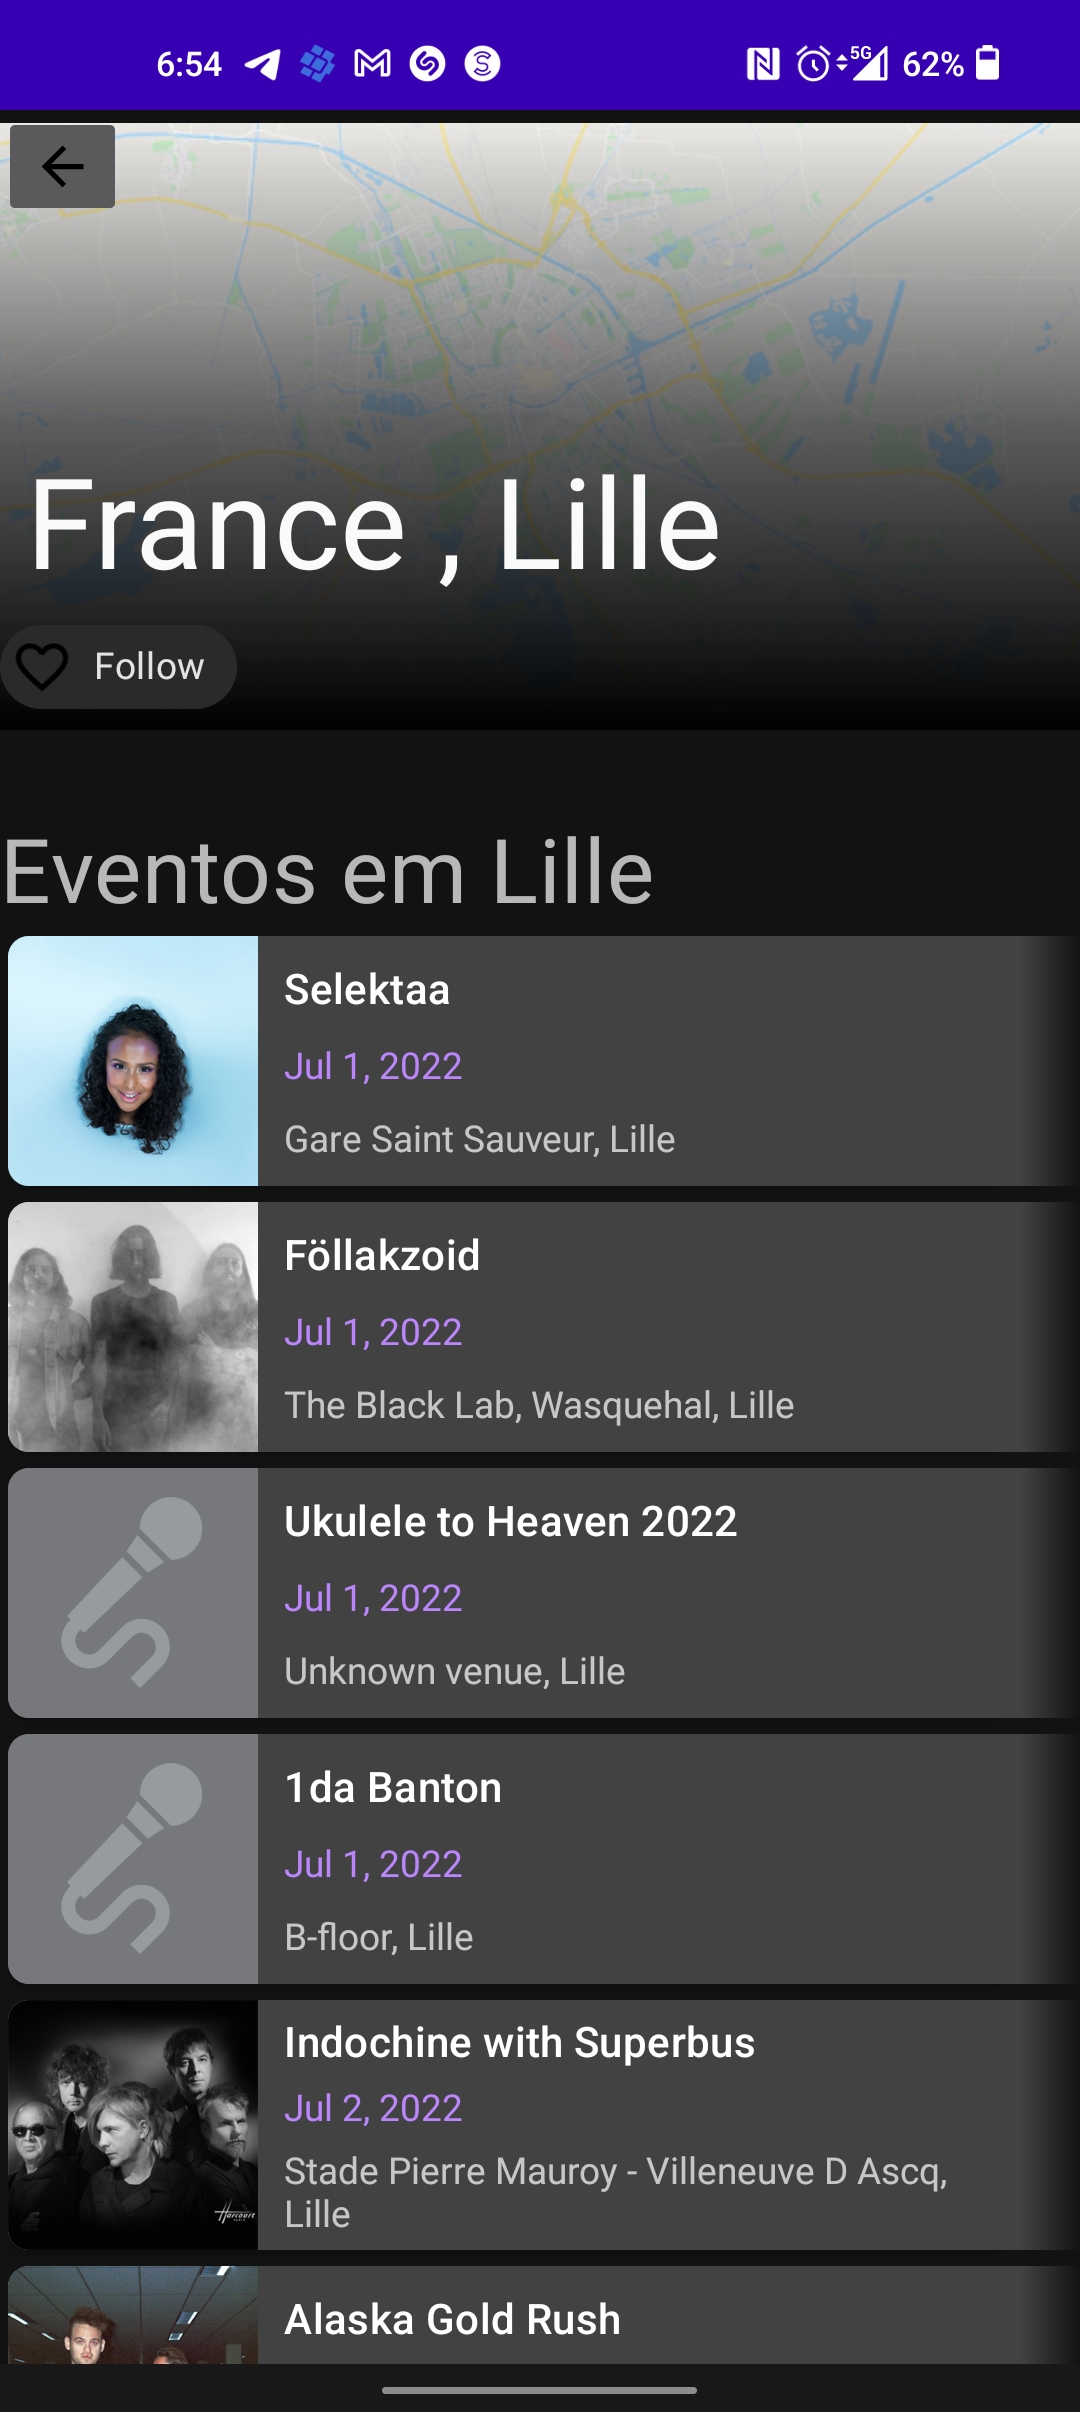 6:54
5G
62%
France , Lille
Follow
Eventos em Lille
Selektaa
Jul 1, 2022
Gare Saint Sauveur, Lille
Föllakzoid
Jul 1, 2022
The Black Lab, Wasquehal, Lille
Ukulele to Heaven 2022
Jul 1, 2022
Unknown venue, Lille
1da Banton
Jul 1, 2022
B-floor, Lille
Indochine with Superbus
Jul 2, 2022
Stade Pierre Mauroy - Villeneuve D Ascq,
Lille
Harcourt
Alaska Gold Rush